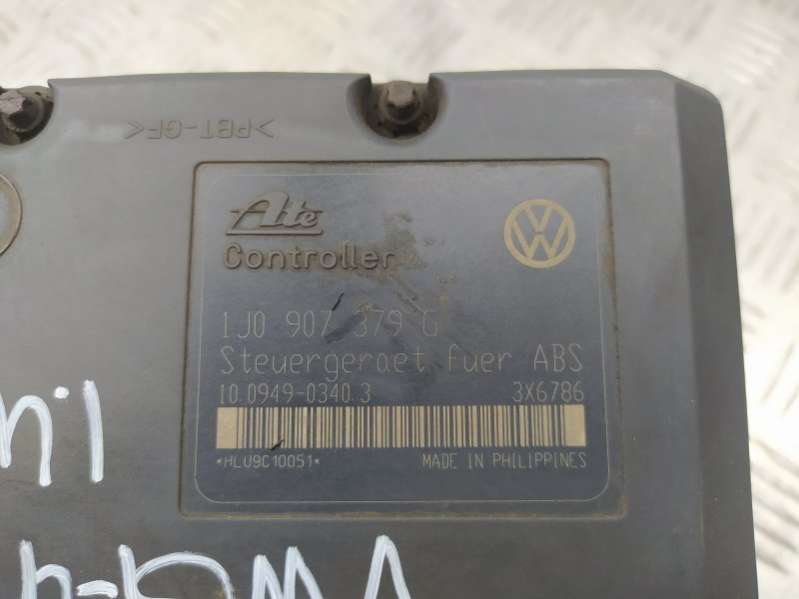 >PBT-GF<
Ate
Controller
1J0 907 379 G
Steuergeraet fuer ABS
10.0949-0340.3 3X6786
*HLU9C10051*
MADE IN PHILIPPINES